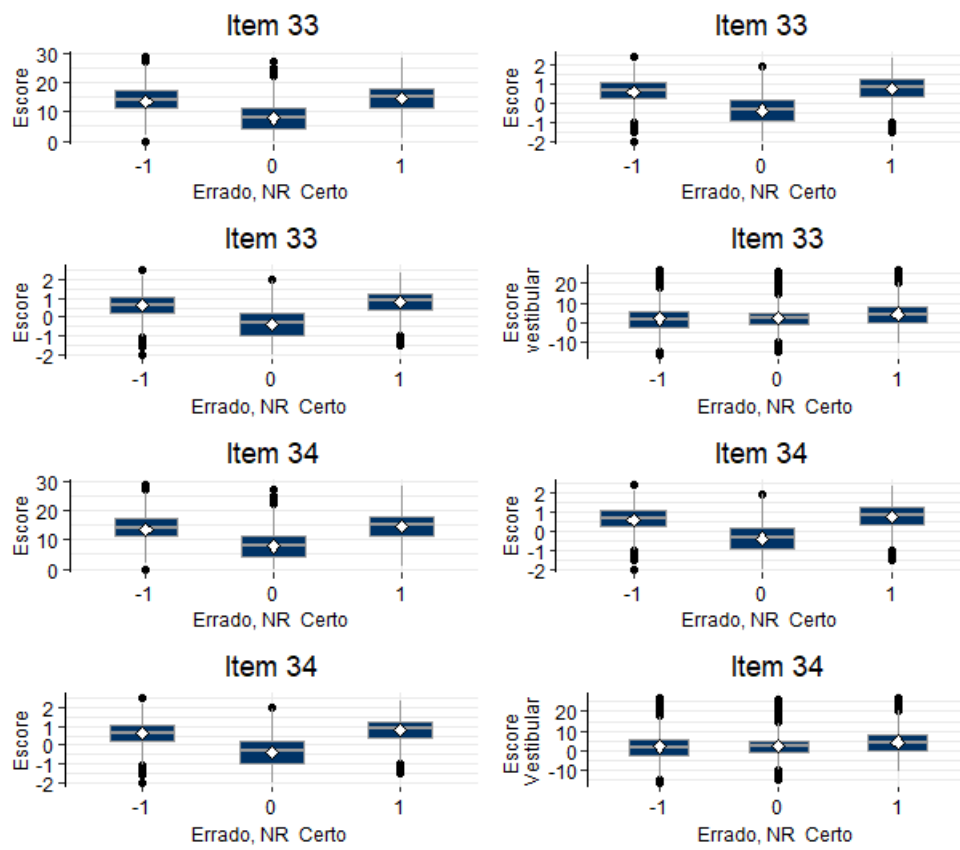 Item 33
Escore
30
20
10
0
-1 0 1
Errado, NR Certo
Item 33
Escore
2
1
0
-1
-2
-1 0 1
Errado, NR Certo
Item 33
Escore
2
1
0
-1
-2
-1 0 1
Errado, NR Certo
Item 33
Escore
vestibular
20
10
0
-10
-1 0 1
Errado, NR Certo
Item 34
Escore
30
20
10
0
-1 0 1
Errado, NR Certo
Item 34
Escore
2
1
0
-1
-2
-1 0 1
Errado, NR Certo
Item 34
Escore
2
1
0
-1
-2
-1 0 1
Errado, NR Certo
Item 34
Escore
Vestibular
20
10
0
-10
-1 0 1
Errado, NR Certo